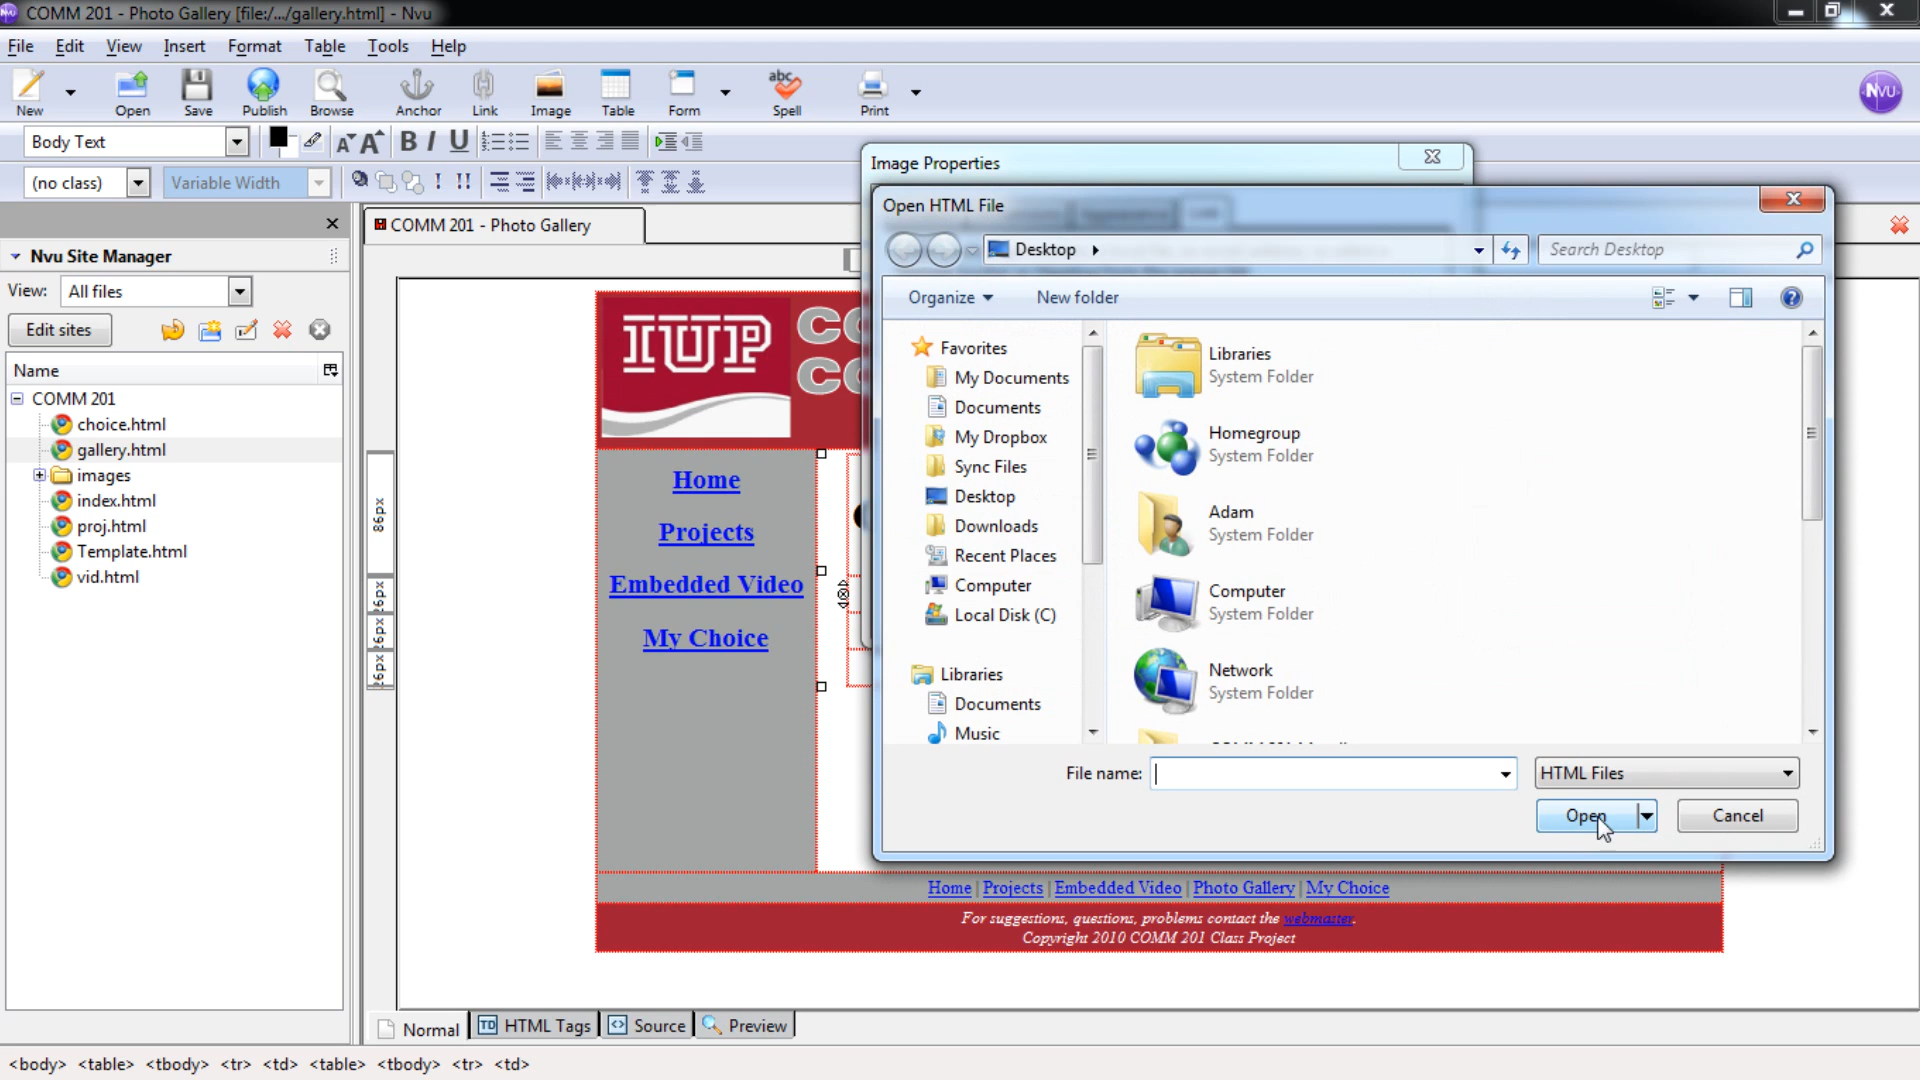 COMM 201 - Photo Gallery [file:/.../gallery.html] - Nvu
File Edit View Insert Format Table Tools Help
New Open Save Publish Browse Anchor Link Image Table Form Spell Print
abc
NVU
Body Text
B I U
(no class) Variable Width
Image Properties
Open HTML File
COMM 201 - Photo Gallery
Desktop
Search Desktop
Nvu Site Manager
View: All files
Edit sites
Organize New folder
Name
COMM 201
choice.html
gallery.html
images
index.html
proj.html
Template.html
vid.html
86px
26px
26px
26px
IUP
Home
Projects
Embedded Video
My Choice
Favorites
My Documents
Documents
My Dropbox
Sync Files
Desktop
Downloads
Recent Places
Computer
Local Disk (C)
Libraries
Documents
Music
Libraries
System Folder
Homegroup
System Folder
Adam
System Folder
Computer
System Folder
Network
System Folder
File name: HTML Files
Open Cancel
Home | Projects | Embedded Video | Photo Gallery | My Choice
For suggestions, questions, problems contact the webmaster.
Copyright 2010 COMM 201 Class Project
Normal HTML Tags Source Preview
<body> <table> <tbody> <tr> <td> <table> <tbody> <tr> <td>